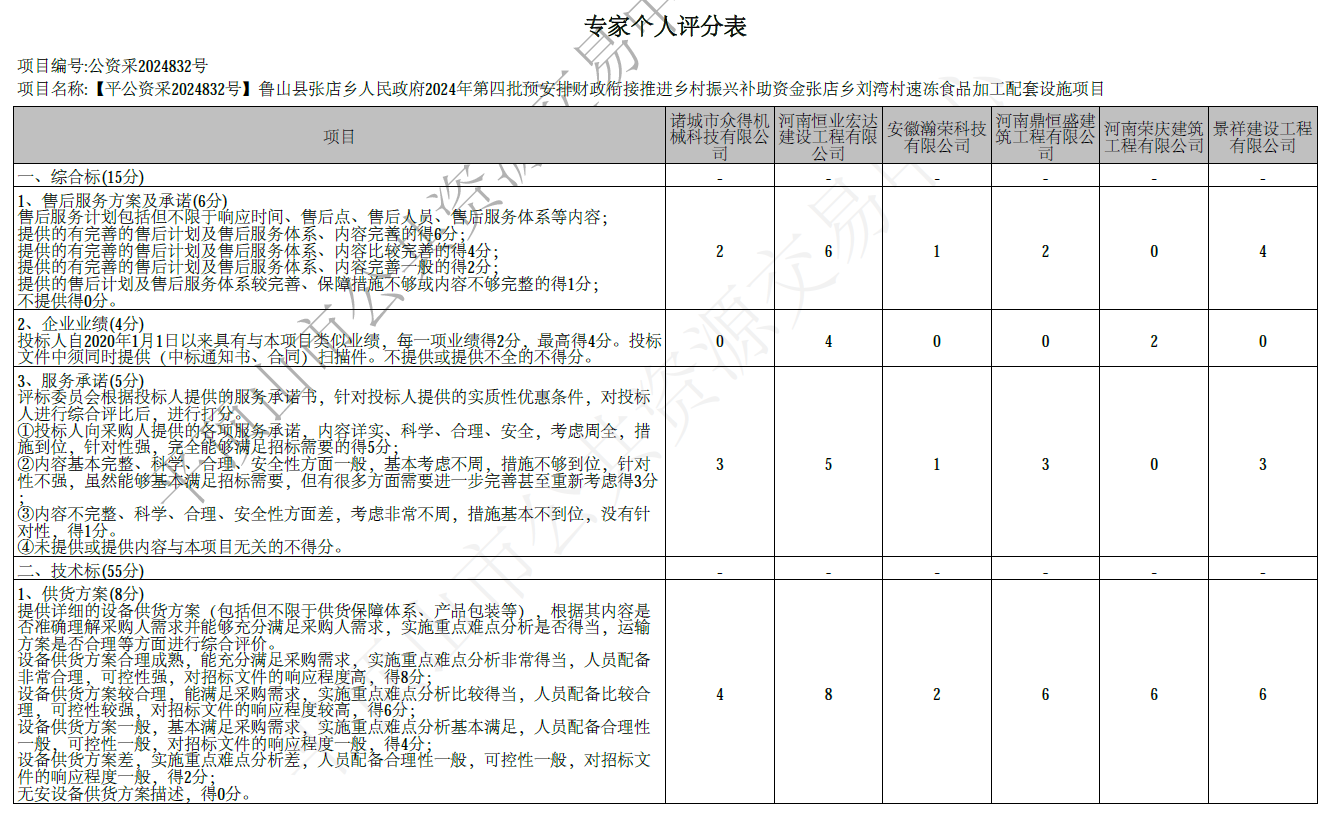 专家个人评分表
项目编号:公资采2024832号
项目名称:【平公资采2024832号】鲁山县张店乡人民政府2024年第四批预安排财政衔接推进乡村振兴补助资金张店乡刘湾村速冻食品加工配套设施项目
项目 诸城市众得机械科技有限公司 河南恒业宏达建设工程有限公司 安徽瀚荣科技有限公司 河南鼎恒盛建筑工程有限公司 河南荣庆建筑工程有限公司 景祥建设工程有限公司
一、综合标(15分) - - - - - -
1、售后服务方案及承诺(6分)
售后服务计划包括但不限于响应时间、售后点、售后人员、售后服务体系等内容；
提供的有完善的售后计划及售后服务体系、内容完善的得6分；
提供的有完善的售后计划及售后服务体系、内容比较完善的得4分；
提供的有完善的售后计划及售后服务体系、内容完善一般的得2分；
提供的售后计划及售后服务体系较完善、保障措施不够或内容不够完整的得1分；
不提供得0分。
2 6 1 2 0 4
2、企业业绩(4分)
投标人自2020年1月1日以来具有与本项目类似业绩，每一项业绩得2分，最高得4分。投标
文件中须同时提供（中标通知书、合同）扫描件。不提供或提供不全的不得分。
0 4 0 0 2 0
3、服务承诺(5分)
评标委员会根据投标人提供的服务承诺书，针对投标人提供的实质性优惠条件，对投标
人进行综合评比后，进行打分。
①投标人向采购人提供的各项服务承诺，内容详实、科学、合理、安全，考虑周全，措
施到位，针对性强，完全能够满足招标需要的得5分；
②内容基本完整、科学、合理、安全性方面一般，基本考虑不周，措施不够到位，针对
性不强，虽然能够基本满足招标需要，但有很多方面需要进一步完善甚至重新考虑得3分
；
③内容不完整、科学、合理、安全性方面差，考虑非常不周，措施基本不到位，没有针
对性，得1分。
④未提供或提供内容与本项目无关的不得分。
3 5 1 3 0 3
二、技术标(55分) - - - - - -
1、供货方案(8分)
提供详细的设备供货方案（包括但不限于供货保障体系、产品包装等），根据其内容是
否准确理解采购人需求并能够充分满足采购人需求，实施重点难点分析是否得当，运输
方案是否合理等方面进行综合评价。
设备供货方案合理成熟，能充分满足采购需求，实施重点难点分析非常得当，人员配备
非常合理，可控性强，对招标文件的响应程度高，得8分；
设备供货方案较合理，能满足采购需求，实施重点难点分析比较得当，人员配备比较合
理，可控性较强，对招标文件的响应程度较高，得6分；
设备供货方案一般，基本满足采购需求，实施重点难点分析基本满足，人员配备合理性
一般，可控性一般，对招标文件的响应程度一般，得4分；
设备供货方案差，实施重点难点分析差，人员配备合理性一般，可控性一般，对招标文
件的响应程度一般，得2分；
无安设备供货方案描述，得0分。
4 8 2 6 6 6
平顶山市公共资源交易中
平顶山市公共资源交易中心